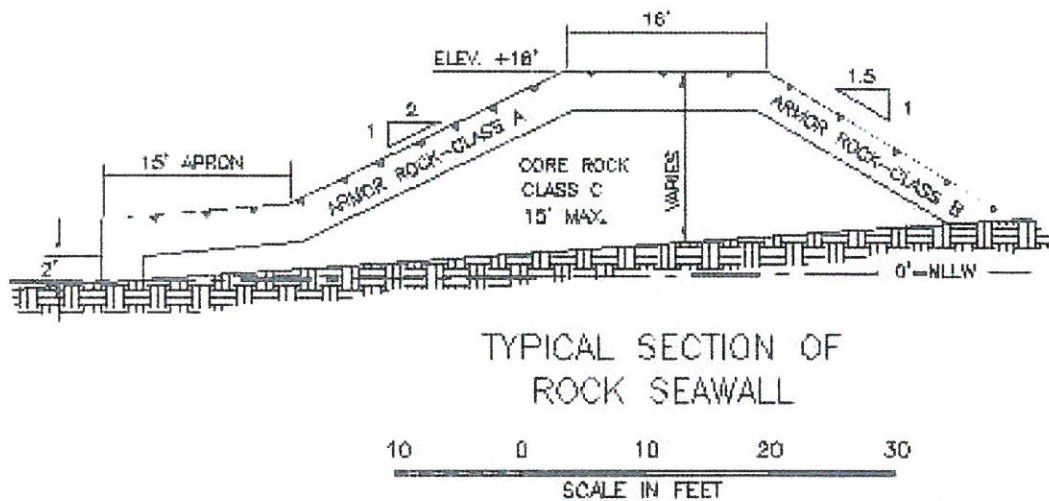 16'
ELEV. +18'
1.5
1
2
1
ARMOR ROCK-CLASS A
ARMOR ROCK-CLASS B
15' APRON
CORE ROCK
CLASS C
15' MAX.
VARIES
2'
0'=NLLW
TYPICAL SECTION OF
ROCK SEAWALL
10 0 10 20 30
SCALE IN FEET